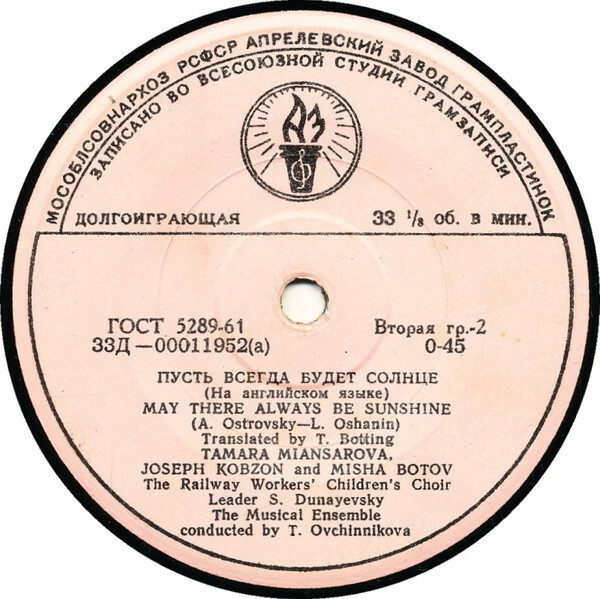 МОСОБЛСОВНАРХОЗ РСФСР АПРЕЛЕВСКИЙ ЗАВОД ГРАМПЛАСТИНОК
ЗАПИСАНО ВО ВСЕСОЮЗНОЙ СТУДИИ ГРАМЗАПИСИ
АЗ
ДОЛГОИГРАЮЩАЯ 33 ⅓ об. в мин.
ГОСТ 5289-61 Вторая гр.-2
33Д—00011952(а) 0-45
ПУСТЬ ВСЕГДА БУДЕТ СОЛНЦЕ
(На английском языке)
MAY THERE ALWAYS BE SUNSHINE
(A. Ostrovsky—L. Oshanin)
Translated by T. Botting
TAMARA MIANSAROVA,
JOSEPH KOBZON and MISHA BOTOV
The Railway Workers' Children's Choir
Leader S. Dunayevsky
The Musical Ensemble
conducted by T. Ovchinnikova